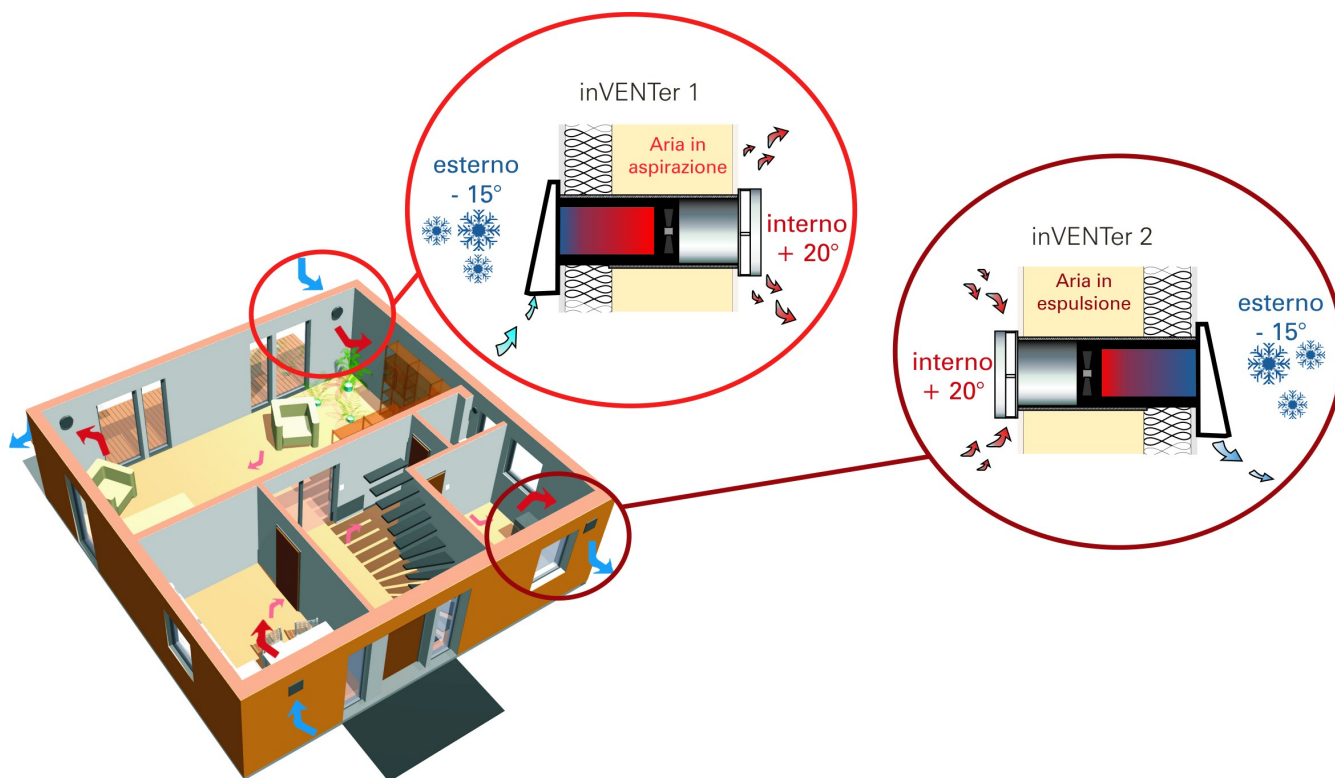 inVENTer 1
Aria in
aspirazione
esterno
- 15°
interno
+ 20°
inVENTer 2
Aria in
espulsione
esterno
- 15°
interno
+ 20°